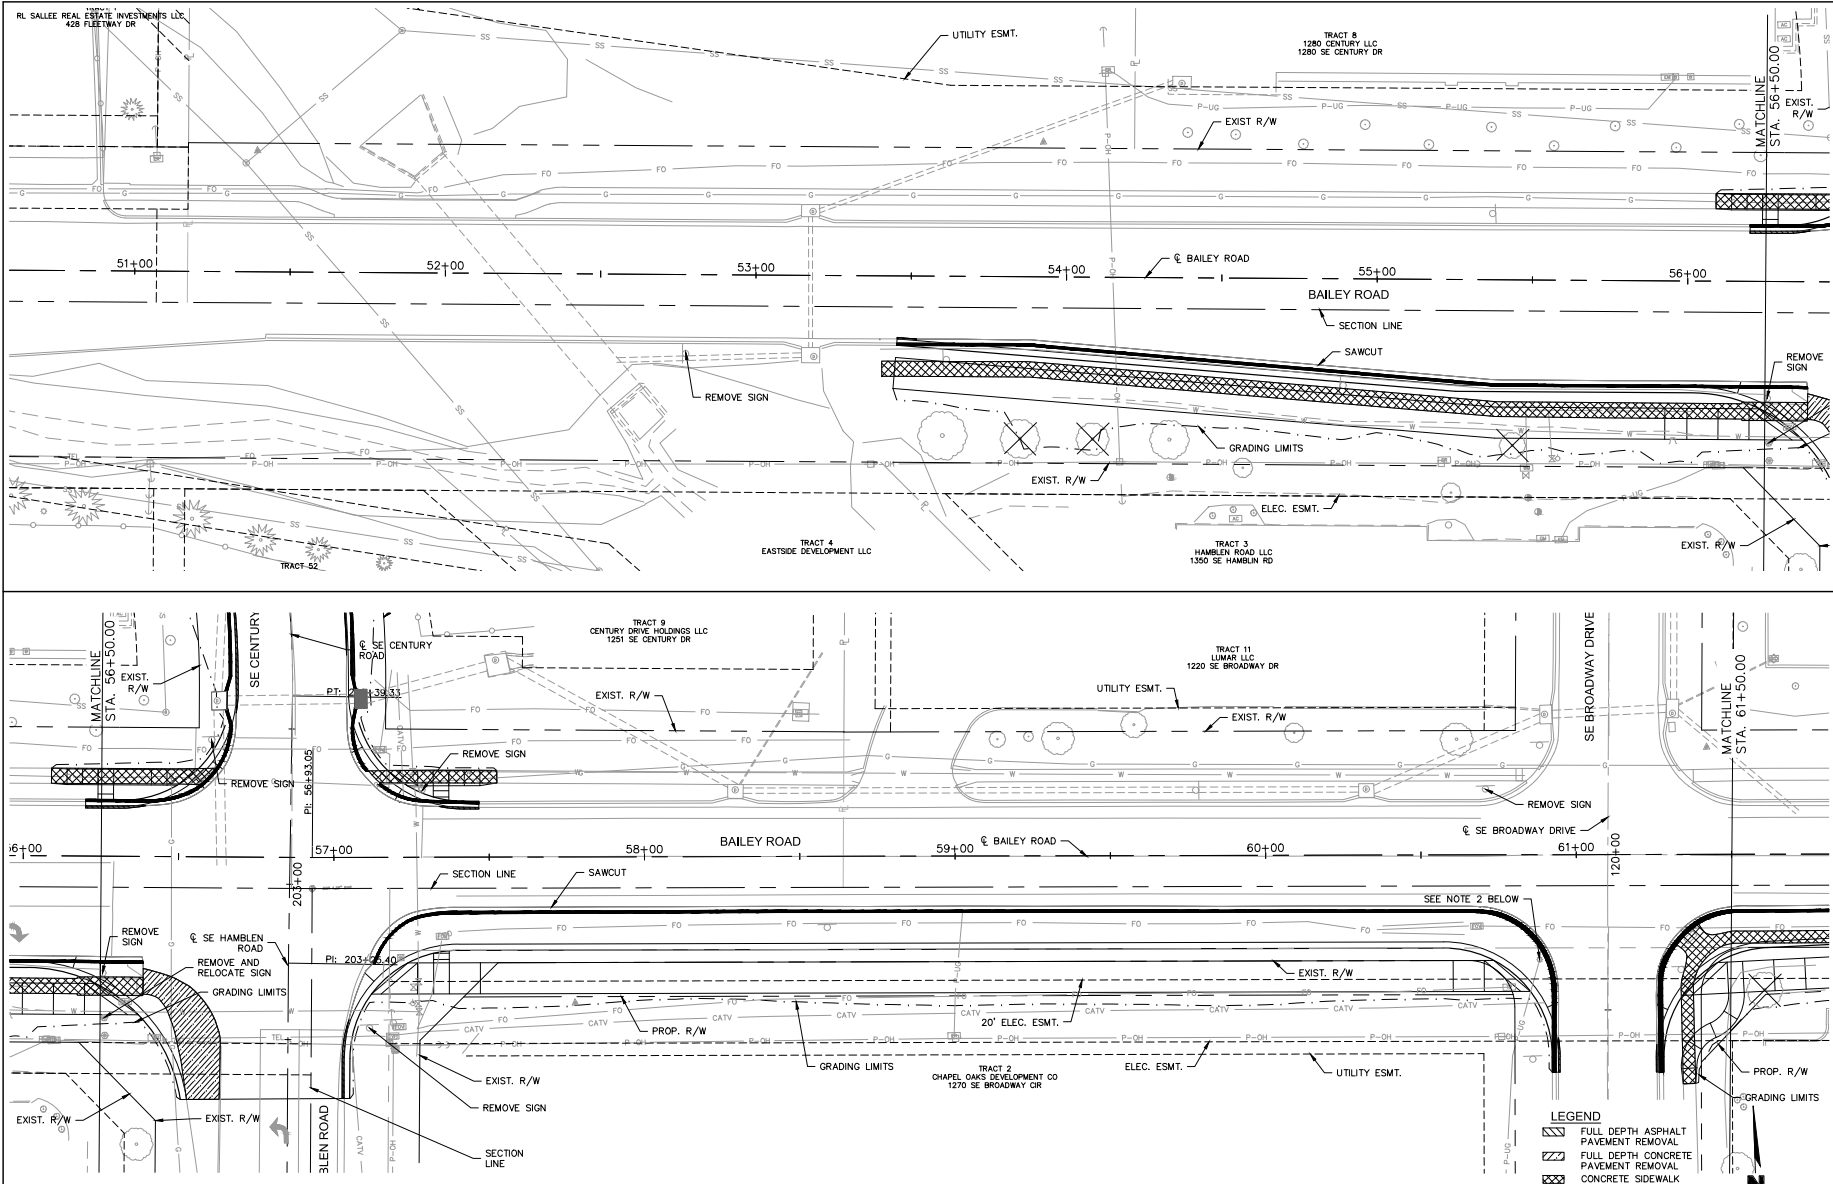 RL SALLEE REAL ESTATE INVESTMENTS LLC
428 FLEETWAY DR
UTILITY ESMT.
TRACT 8
1280 CENTURY LLC
1280 SE CENTURY DR
MATCHLINE
STA. 56+50.00
EXIST.
R/W
EXIST R/W
51+00
52+00
53+00
54+00
55+00
56+00
℄ BAILEY ROAD
BAILEY ROAD
SECTION LINE
SAWCUT
REMOVE
SIGN
REMOVE SIGN
GRADING LIMITS
EXIST. R/W
ELEC. ESMT.
EXIST. R/W
TRACT 4
EASTSIDE DEVELOPMENT LLC
TRACT 3
HAMBLEN ROAD LLC
1350 SE HAMBLIN RD
TRACT 52
MATCHLINE
STA. 56+50.00
EXIST.
R/W
SE CENTURY
℄ SE CENTURY
ROAD
TRACT 9
CENTURY DRIVE HOLDINGS LLC
1251 SE CENTURY DR
TRACT 11
LUMAR LLC
1220 SE BROADWAY DR
SE BROADWAY DRIVE
MATCHLINE
STA. 61+50.00
EXIST. R/W
UTILITY ESMT.
EXIST. R/W
REMOVE SIGN
REMOVE SIGN
PI: 56+93.05
REMOVE SIGN
℄ SE BROADWAY DRIVE
BAILEY ROAD
℄ BAILEY ROAD
57+00
58+00
59+00
60+00
61+00
120+00
203+00
SECTION LINE
SAWCUT
SEE NOTE 2 BELOW
REMOVE
SIGN
℄ SE HAMBLEN
ROAD
REMOVE AND
RELOCATE SIGN
GRADING LIMITS
EXIST. R/W
20' ELEC. ESMT.
PROP. R/W
GRADING LIMITS
TRACT 2
CHAPEL OAKS DEVELOPMENT CO
1270 SE BROADWAY CIR
ELEC. ESMT.
UTILITY ESMT.
PROP. R/W
GRADING LIMITS
EXIST. R/W
REMOVE SIGN
EXIST. R/W
EXIST. R/W
SECTION
LINE
BLEN ROAD
LEGEND
FULL DEPTH ASPHALT
PAVEMENT REMOVAL
FULL DEPTH CONCRETE
PAVEMENT REMOVAL
CONCRETE SIDEWALK
N